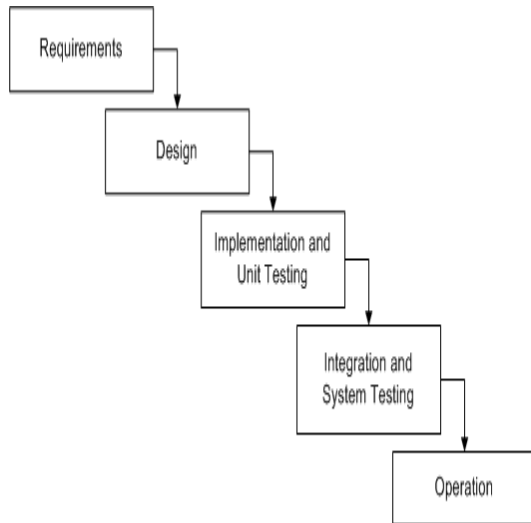 Requirements
Design
Implementation and
Unit Testing
Integration and
System Testing
Operation